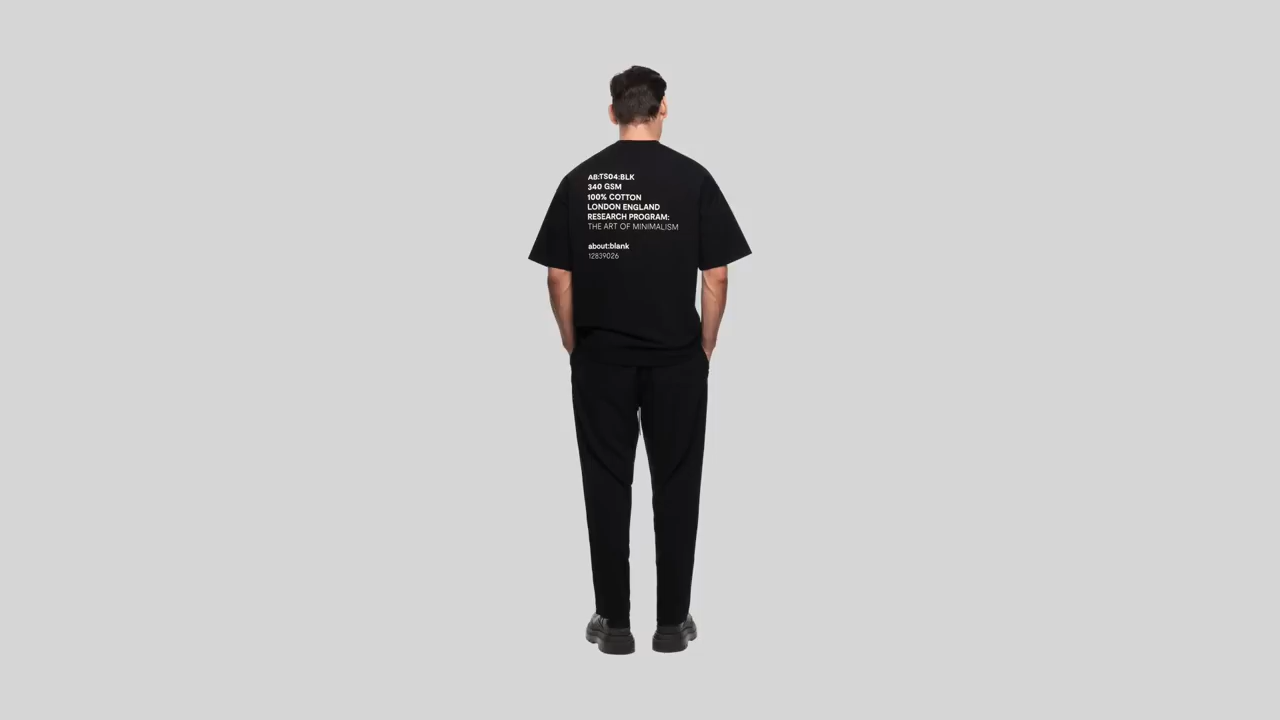 AB:TS04:BLK
340 GSM
100% COTTON
LONDON ENGLAND
RESEARCH PROGRAM:
THE ART OF MINIMALISM
about:blank
12839026